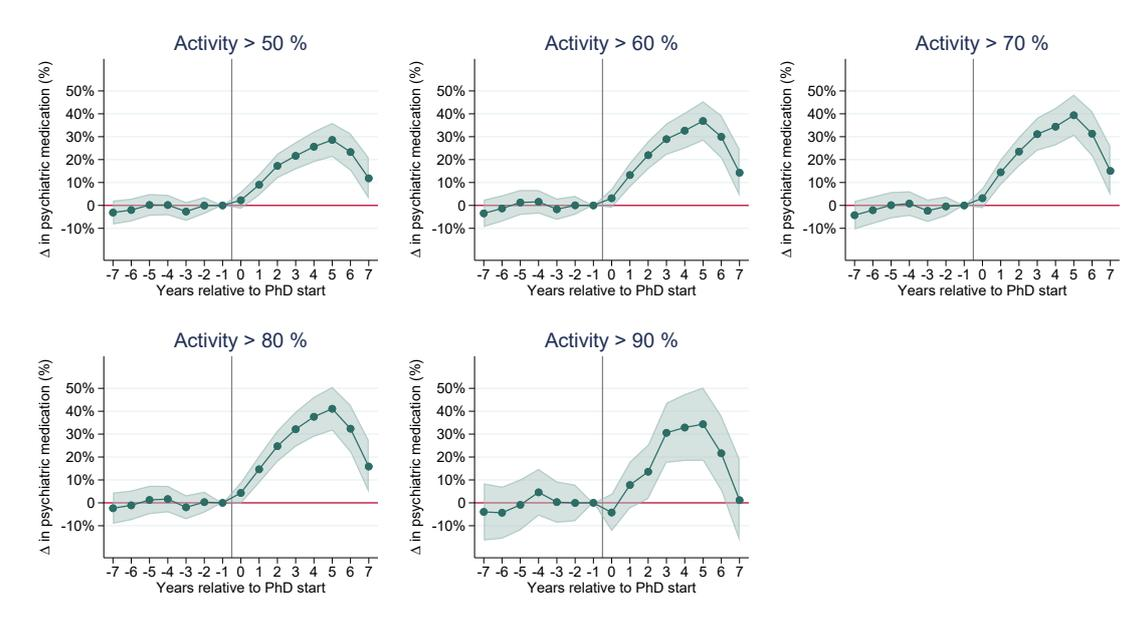 Activity > 50 %
Δ in psychiatric medication (%)
50%
40%
30%
20%
10%
0
-10%
-7 -6 -5 -4 -3 -2 -1 0 1 2 3 4 5 6 7
Years relative to PhD start
Activity > 60 %
Δ in psychiatric medication (%)
50%
40%
30%
20%
10%
0
-10%
-7 -6 -5 -4 -3 -2 -1 0 1 2 3 4 5 6 7
Years relative to PhD start
Activity > 70 %
Δ in psychiatric medication (%)
50%
40%
30%
20%
10%
0
-10%
-7 -6 -5 -4 -3 -2 -1 0 1 2 3 4 5 6 7
Years relative to PhD start
Activity > 80 %
Δ in psychiatric medication (%)
50%
40%
30%
20%
10%
0
-10%
-7 -6 -5 -4 -3 -2 -1 0 1 2 3 4 5 6 7
Years relative to PhD start
Activity > 90 %
Δ in psychiatric medication (%)
50%
40%
30%
20%
10%
0
-10%
-7 -6 -5 -4 -3 -2 -1 0 1 2 3 4 5 6 7
Years relative to PhD start